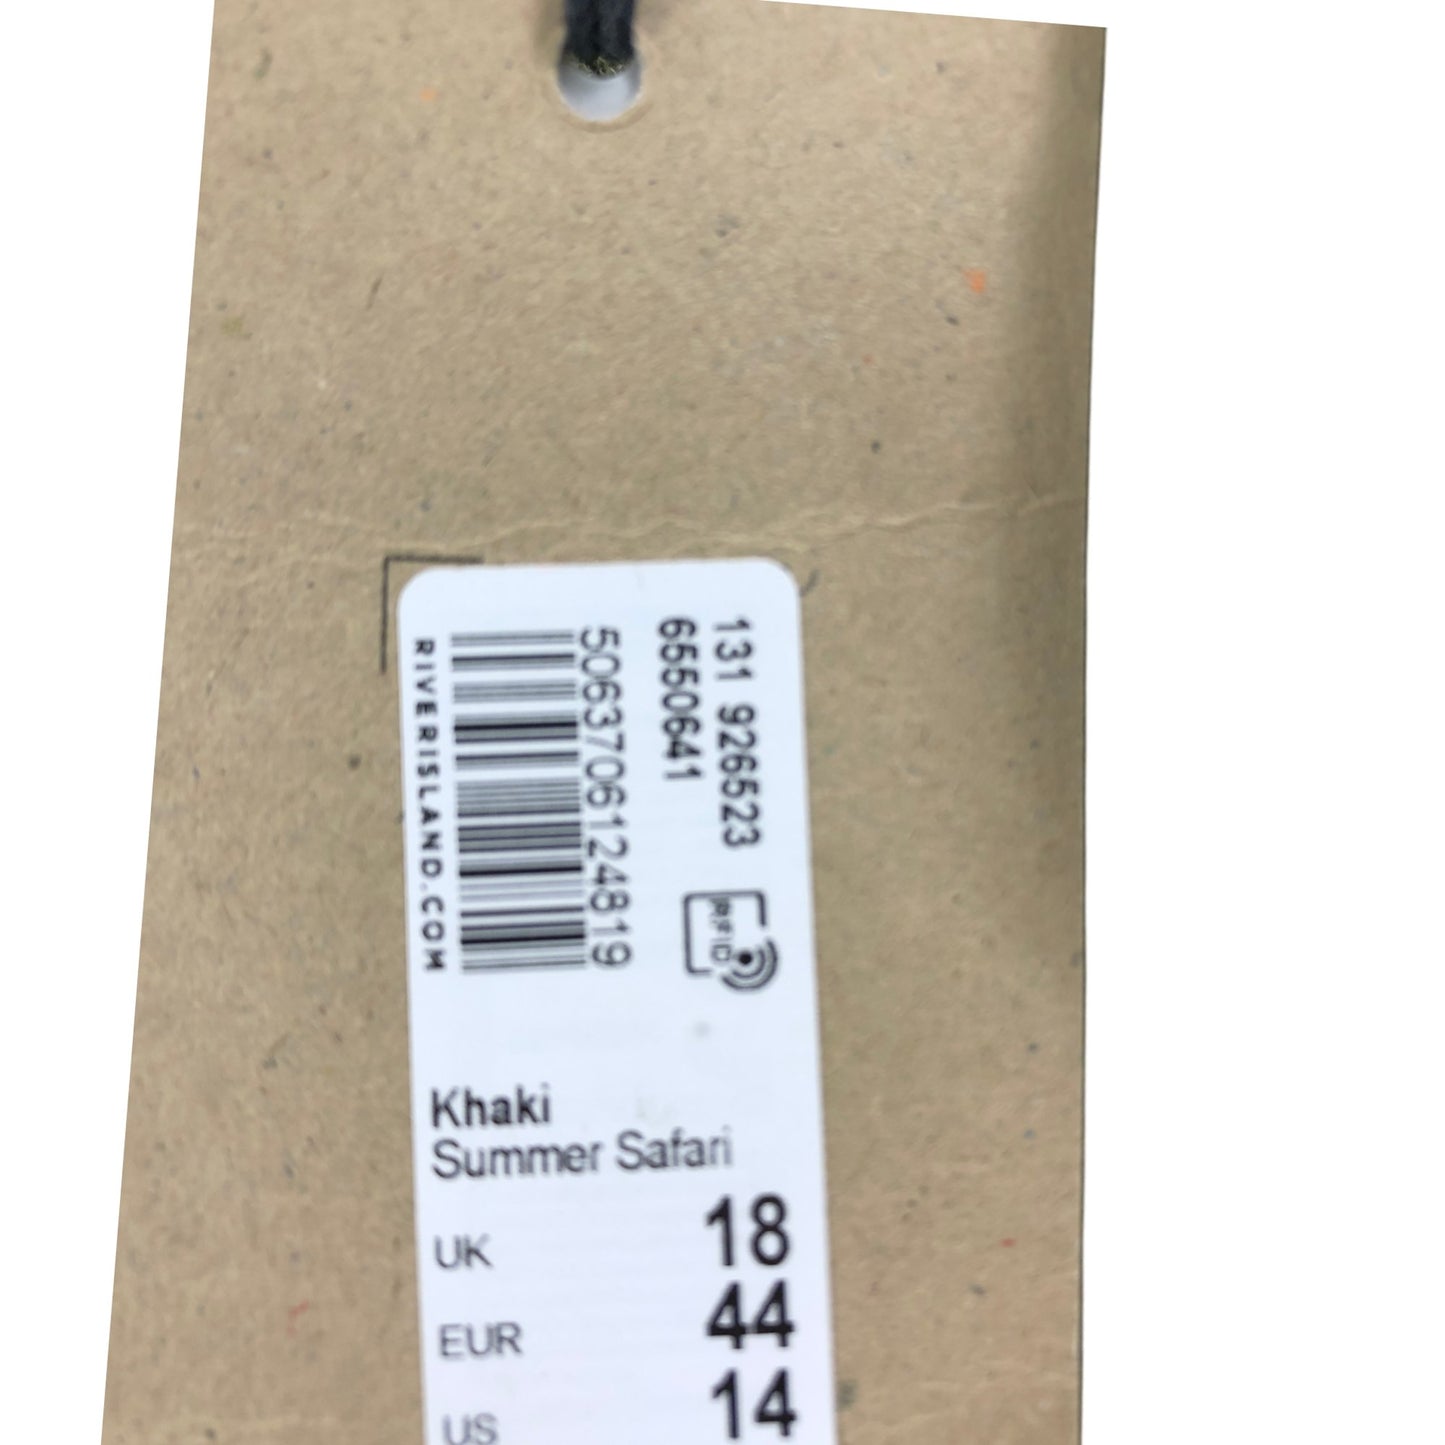 131 926523
6550641
RFID
5063706124819
RIVERISLAND.COM
Khaki
Summer Safari
UK 18
EUR 44
US 14